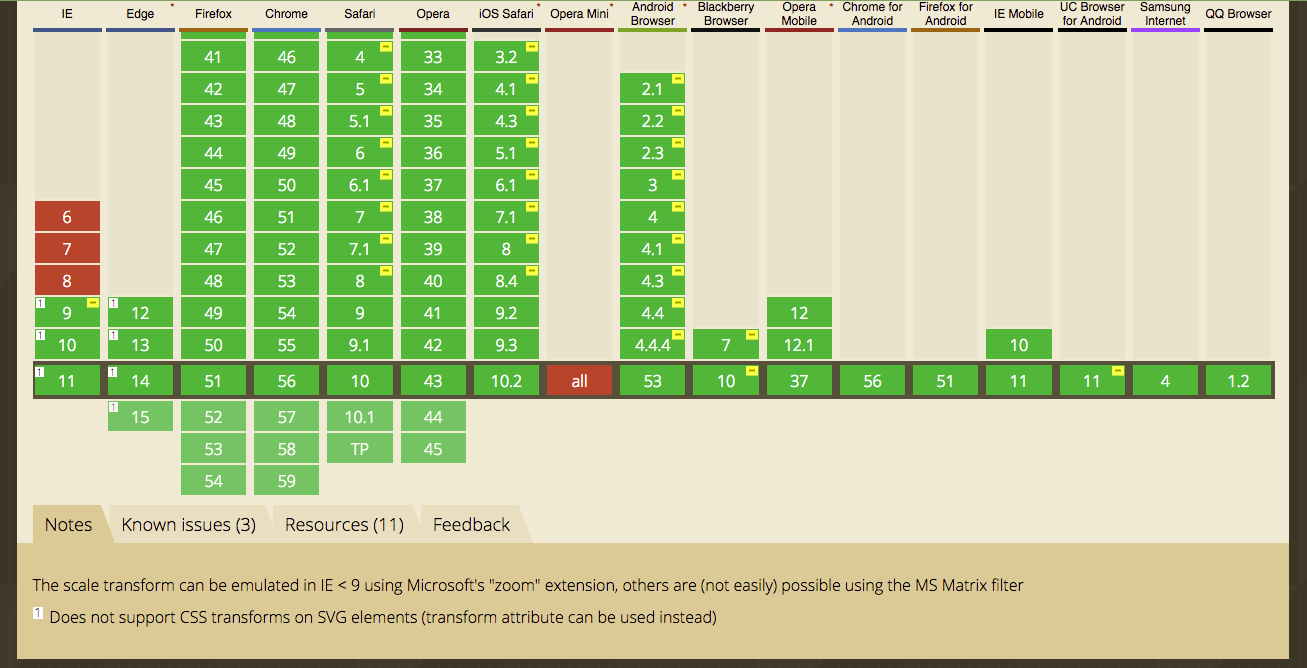 IE Edge * Firefox Chrome Safari Opera iOS Safari * Opera Mini * Android Browser * Blackberry Browser Opera Mobile * Chrome for Android Firefox for Android IE Mobile UC Browser for Android Samsung Internet QQ Browser
41 46 4 33 3.2
42 47 5 34 4.1 2.1
43 48 5.1 35 4.3 2.2
44 49 6 36 5.1 2.3
45 50 6.1 37 6.1 3
6 46 51 7 38 7.1 4
7 47 52 7.1 39 8 4.1
8 48 53 8 40 8.4 4.3
1 9 1 12 49 54 9 41 9.2 4.4 12
1 10 1 13 50 55 9.1 42 9.3 4.4.4 7 12.1 10
1 11 1 14 51 56 10 43 10.2 all 53 10 37 56 51 11 11 4 1.2
1 15 52 57 10.1 44
53 58 TP 45
54 59
Notes Known issues (3) Resources (11) Feedback
The scale transform can be emulated in IE < 9 using Microsoft's "zoom" extension, others are (not easily) possible using the MS Matrix filter
1 Does not support CSS transforms on SVG elements (transform attribute can be used instead)